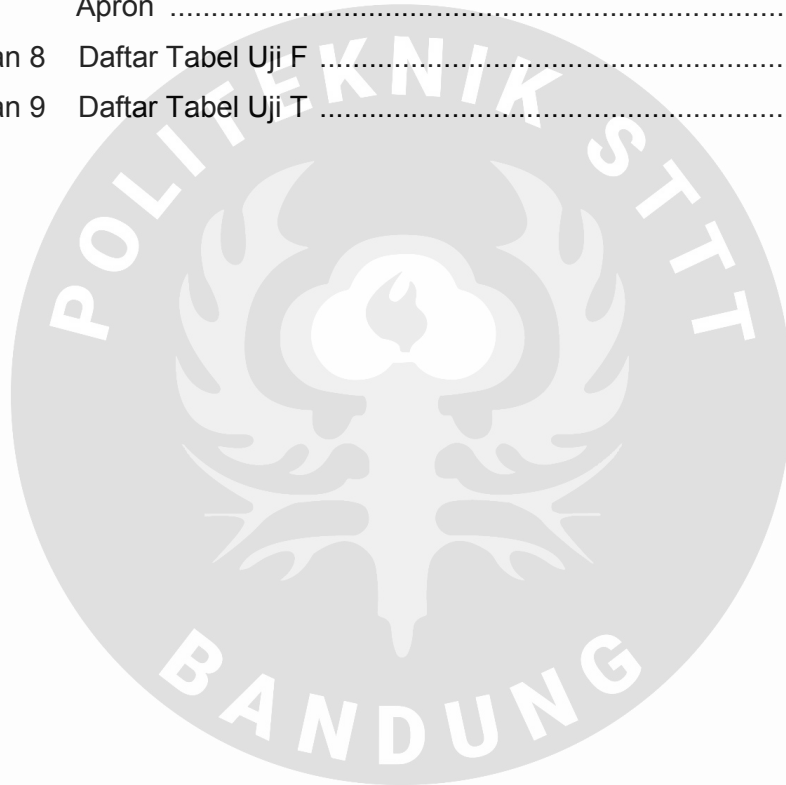 Apron ........................................................................................
an 8 Daftar Tabel Uji F ....................................................................
an 9 Daftar Tabel Uji T ....................................................................
POLITEKNIK STTT
BANDUNG